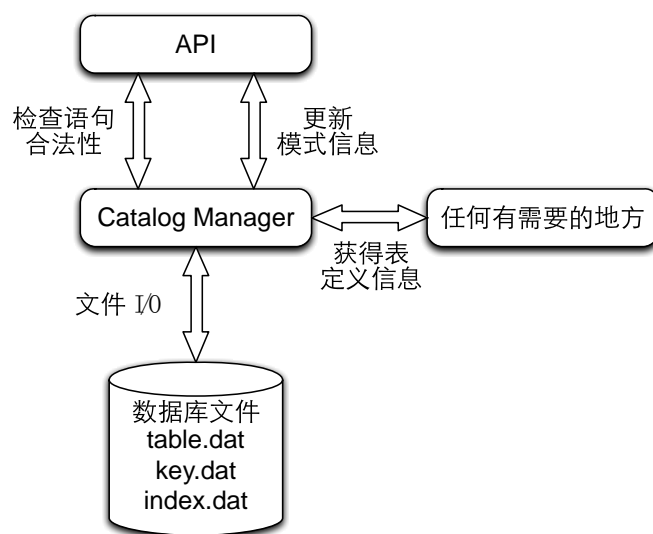 API
检查语句
合法性
更新
模式信息
Catalog Manager
任何有需要的地方
获得表
定义信息
文件 I/0
数据库文件
table.dat
key.dat
index.dat